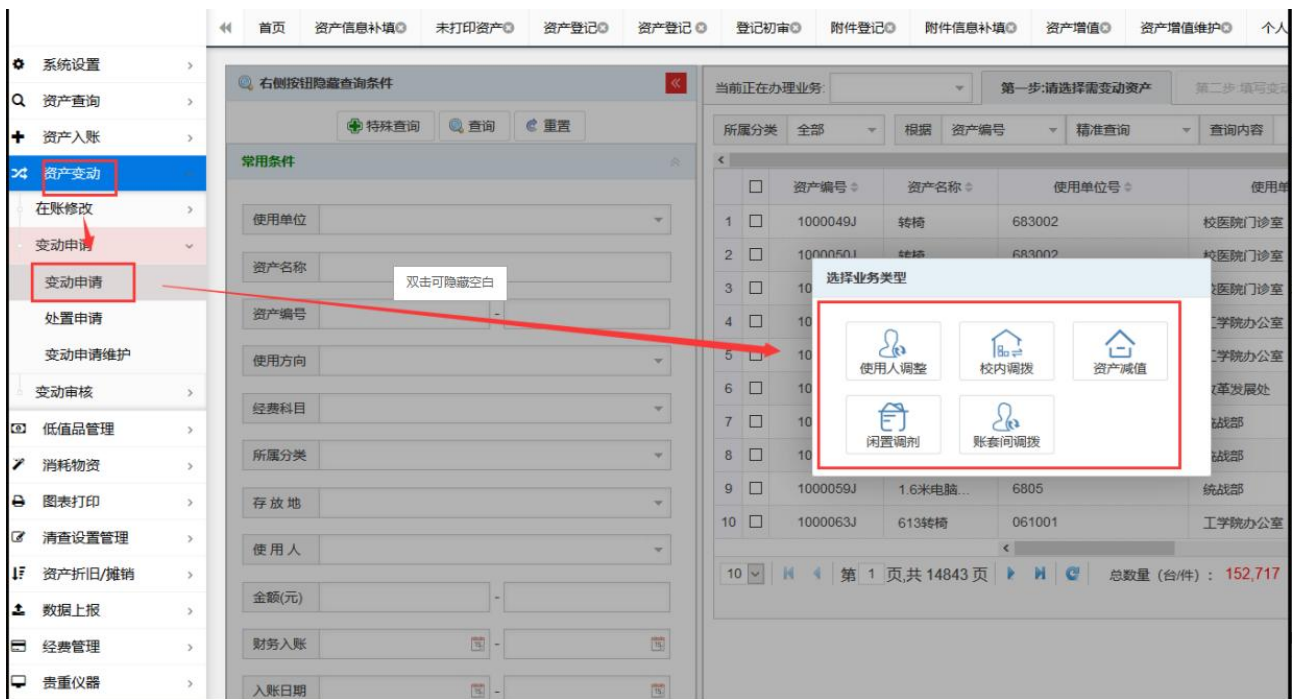 首页 资产信息补填 未打印资产 资产登记 资产登记 登记初审 附件登记 附件信息补填 资产增值 资产增值维护 个人
系统设置
资产查询
资产入账
资产变动
在账修改
变动申请
变动申请
处置申请
变动申请维护
变动审核
低值品管理
消耗物资
图表打印
清查设置管理
资产折旧/摊销
数据上报
经费管理
贵重仪器
右侧按钮隐藏查询条件
特殊查询 查询 重置
常用条件
使用单位
资产名称
双击可隐藏空白
资产编号 -
使用方向
经费科目
所属分类
存 放 地
使 用 人
金额(元) -
财务入账 -
入账日期 -
当前正在办理业务: 第一步:请选择需变动资产 第二步:填写变动
所属分类 全部 根据 资产编号 精准查询 查询内容
资产编号 资产名称 使用单位号 使用单
1 1000049J 转椅 683002 校医院门诊室
2 1000050J 转椅 683002 校医院门诊室
3 10 校医院门诊室
4 10 工学院办公室
5 10 工学院办公室
6 10 改革发展处
7 10 统战部
8 10 统战部
9 1000059J 1.6米电脑... 6805 统战部
10 1000063J 613转椅 061001 工学院办公室
选择业务类型
使用人调整 校内调拨 资产减值
闲置调剂 账套间调拨
10 第 1 页,共 14843 页 总数量 (台/件) : 152,717